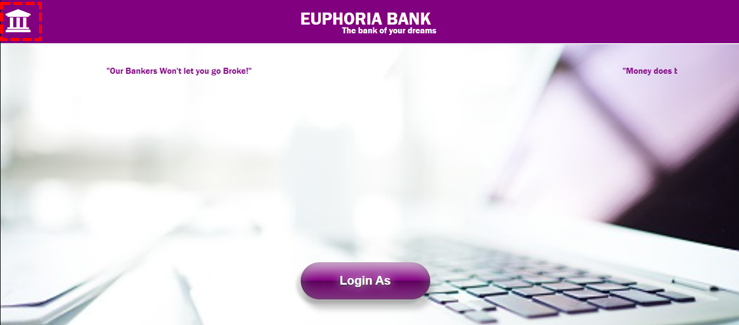 EUPHORIA BANK
The bank of your dreams
"Our Bankers Won't let you go Broke!"
"Money does
Login As